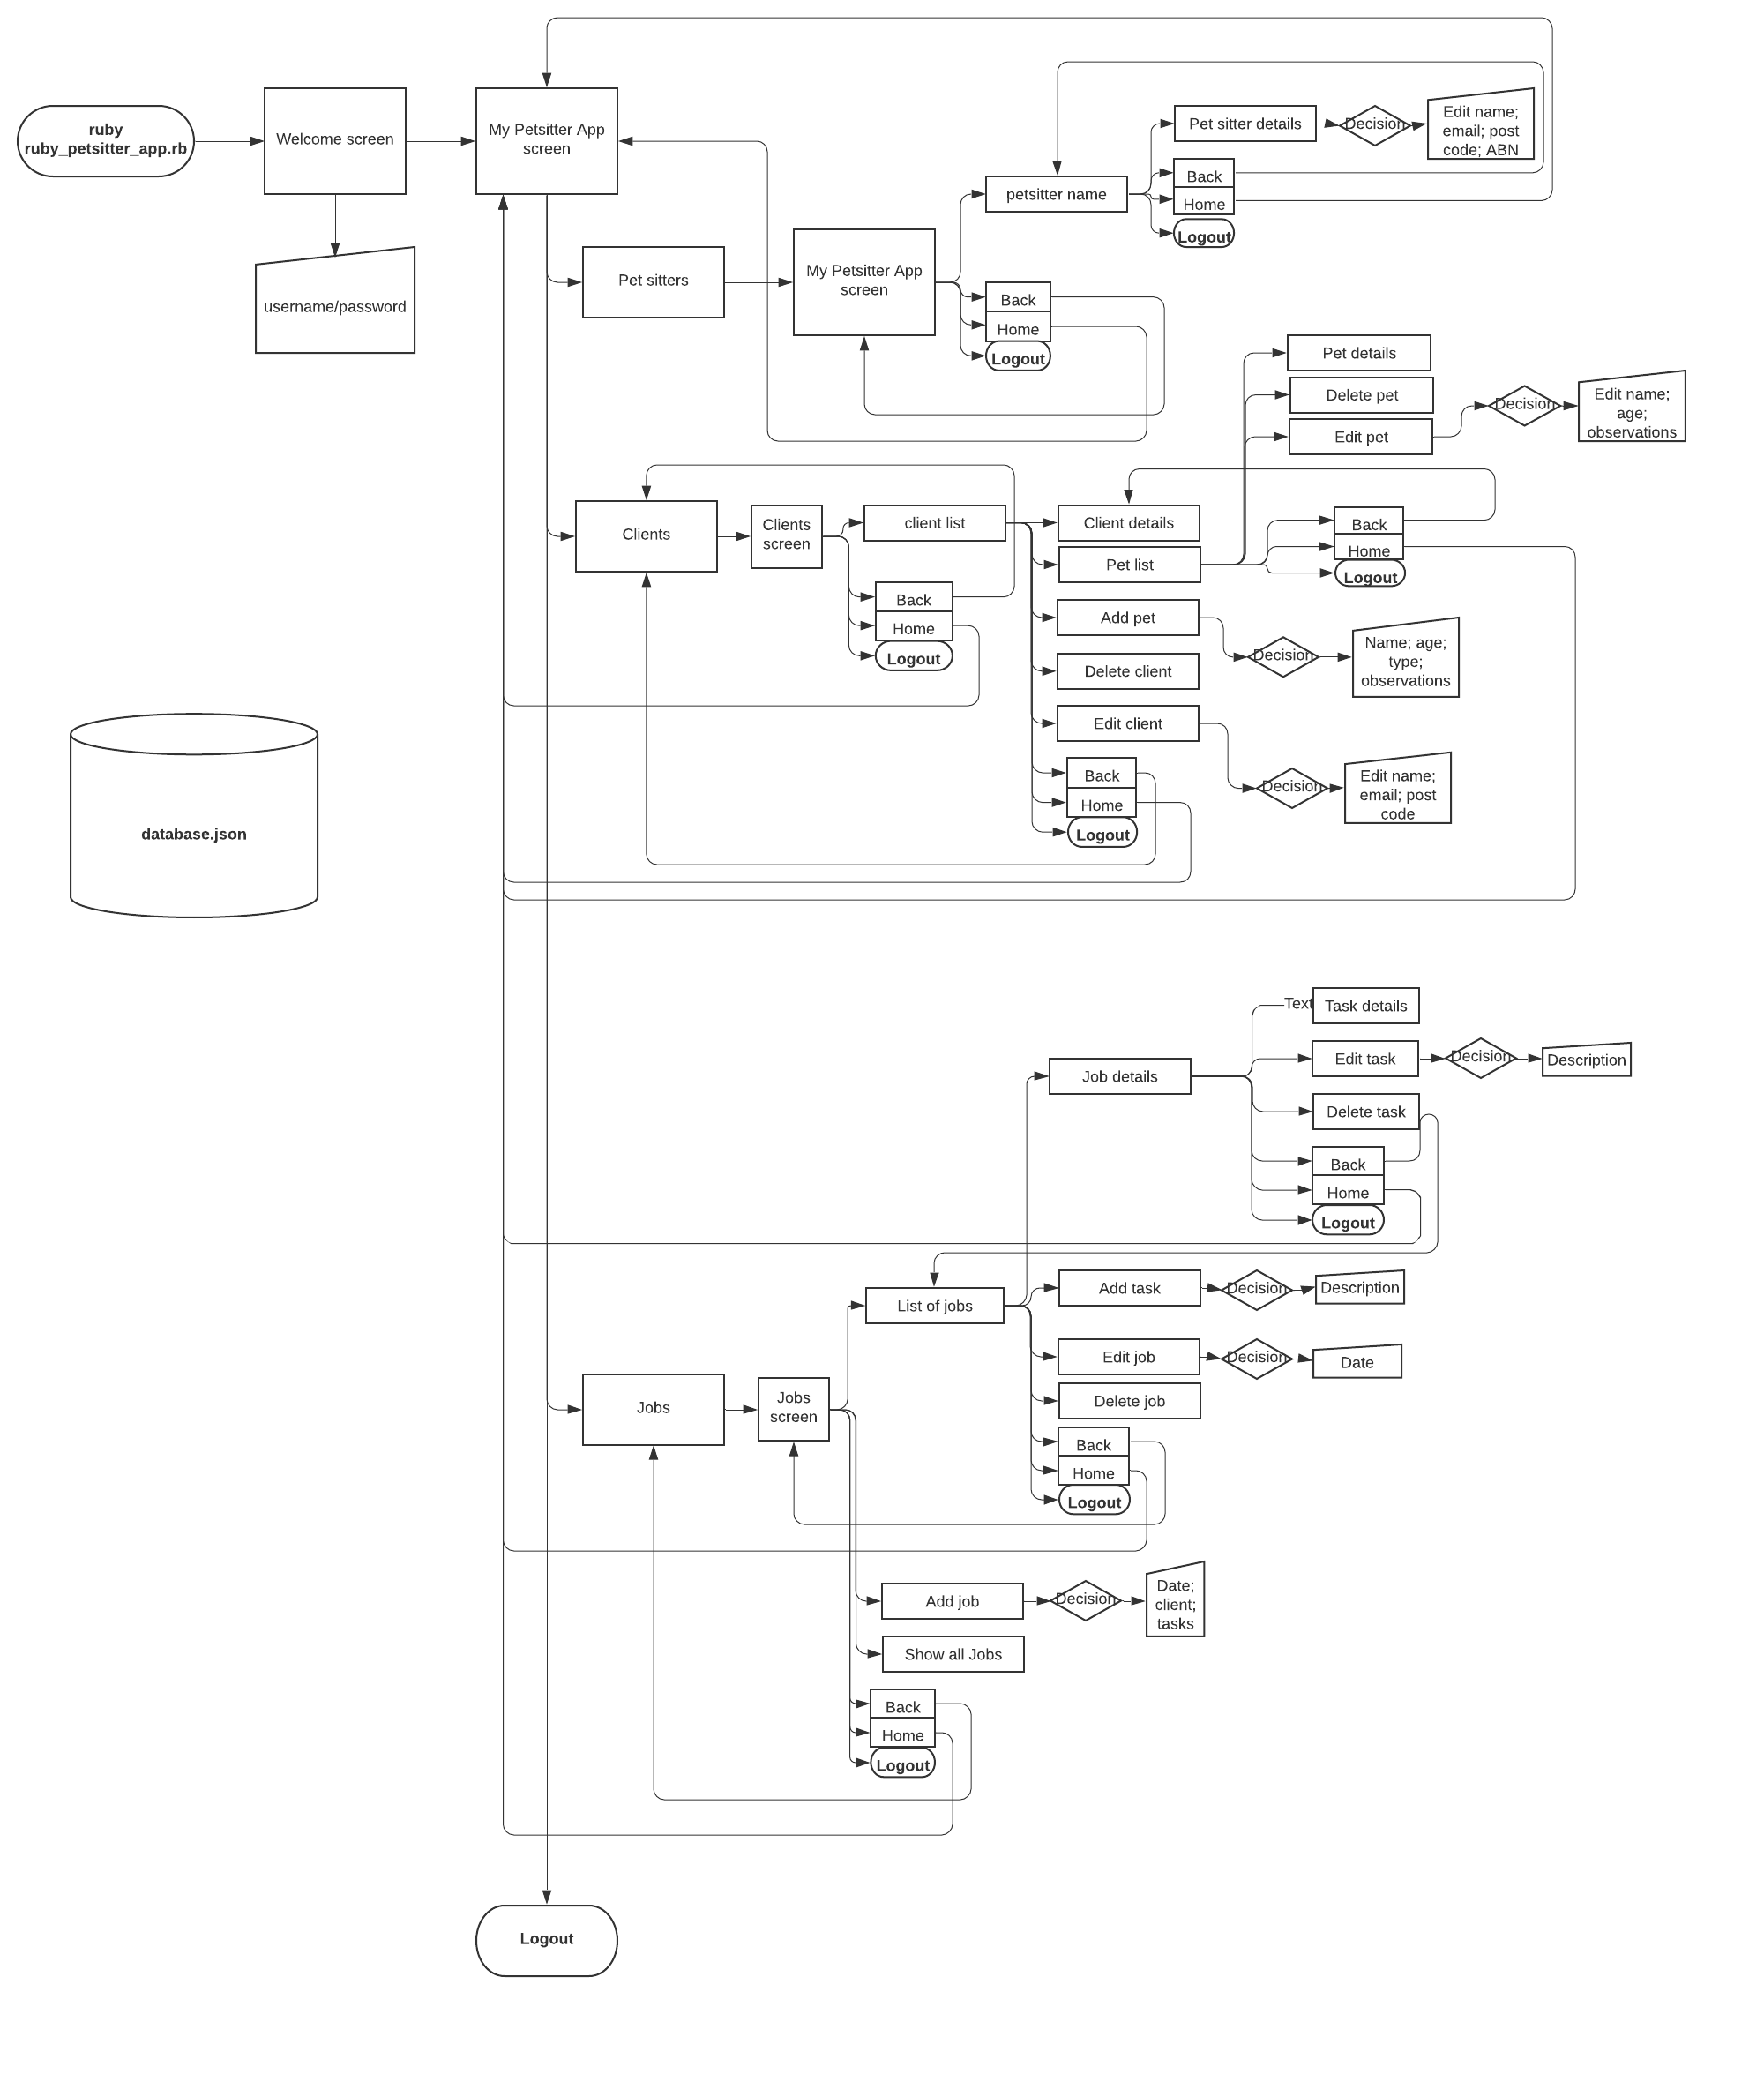 ruby
ruby_petsitter_app.rb
Welcome screen
My Petsitter App
screen
username/password
Pet sitters
My Petsitter App
screen
petsitter name
Pet sitter details
Decision
Edit name;
email; post
code; ABN
Back
Home
Logout
Back
Home
Logout
Pet details
Delete pet
Edit pet
Decision
Edit name;
age;
observations
Clients
Clients
screen
client list
Client details
Pet list
Back
Home
Logout
Back
Home
Logout
Add pet
Decision
Name; age;
type;
observations
Delete client
Edit client
Decision
Edit name;
email; post
code
Back
Home
Logout
database.json
Text
Task details
Job details
Edit task
Decision
Description
Delete task
Back
Home
Logout
List of jobs
Add task
Decision
Description
Edit job
Decision
Date
Delete job
Jobs
Jobs
screen
Back
Home
Logout
Add job
Decision
Date;
client;
tasks
Show all Jobs
Back
Home
Logout
Logout